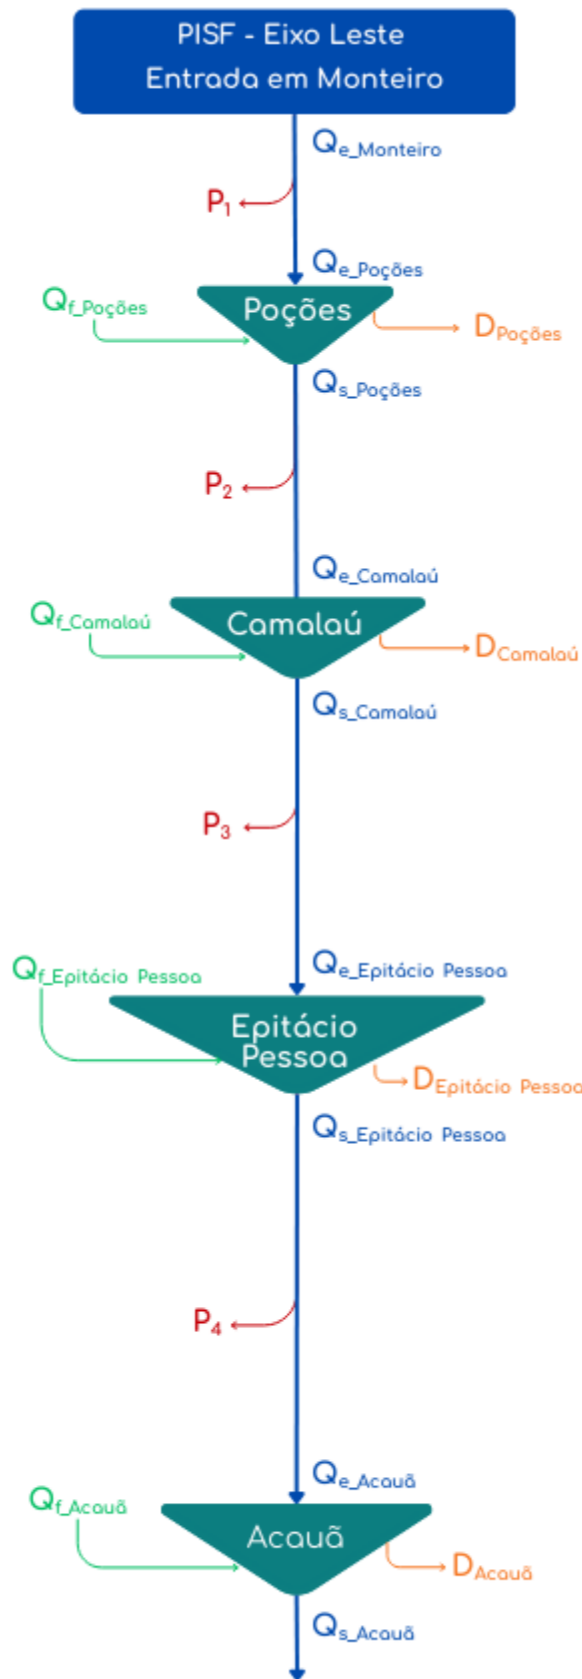 PISF - Eixo Leste
Entrada em Monteiro
Qe_Monteiro
P1
Qe_Poções
Qf_Poções
Poções
DPoções
Qs_Poções
P2
Qe_Camalaú
Qf_Camalaú
Camalaú
DCamalaú
Qs_Camalaú
P3
Qe_Epitácio Pessoa
Qf_Epitácio Pessoa
Epitácio
Pessoa
DEpitácio Pessoa
Qs_Epitácio Pessoa
P4
Qe_Acauã
Qf_Acauã
Acauã
DAcauã
Qs_Acauã